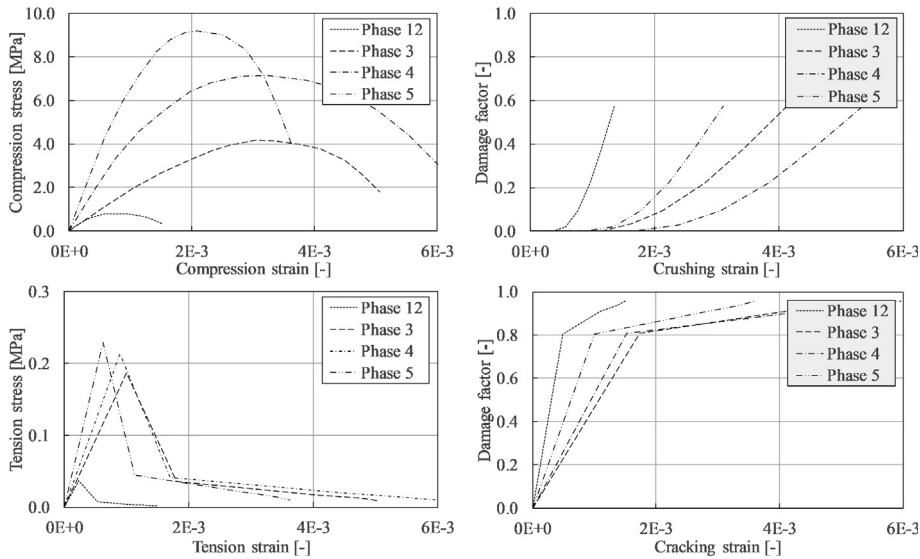 10.0
8.0
6.0
4.0
2.0
0.0
Compression stress [MPa]
Phase 12
Phase 3
Phase 4
Phase 5
0E+0
2E-3
4E-3
6E-3
Compression strain [-]
1.0
0.8
0.6
0.4
0.2
0.0
Damage factor [-]
Phase 12
Phase 3
Phase 4
Phase 5
0E+0
2E-3
4E-3
6E-3
Crushing strain [-]
0.3
0.2
0.1
0.0
Tension stress [MPa]
Phase 12
Phase 3
Phase 4
Phase 5
0E+0
2E-3
4E-3
6E-3
Tension strain [-]
1.0
0.8
0.6
0.4
0.2
0.0
Damage factor [-]
Phase 12
Phase 3
Phase 4
Phase 5
0E+0
2E-3
4E-3
6E-3
Cracking strain [-]